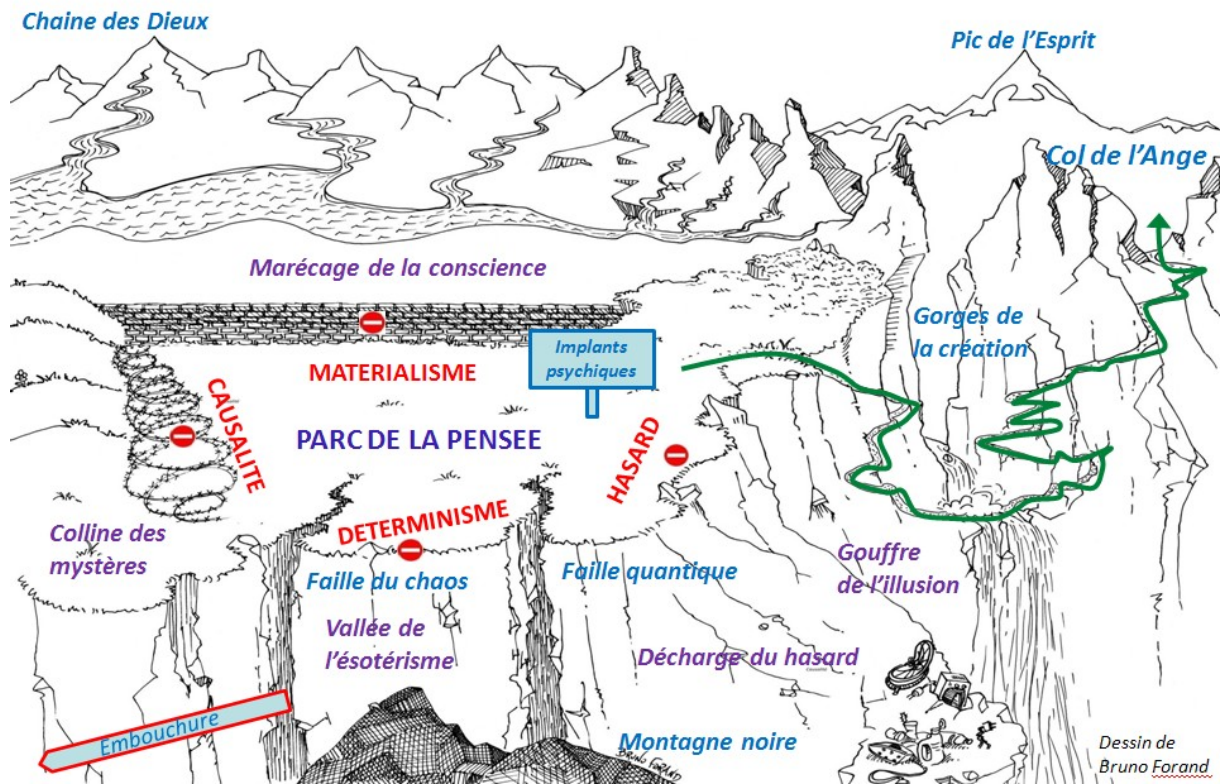 Chaine des Dieux
Pic de l'Esprit
Col de l'Ange
Marécage de la conscience
Gorges de
la création
Implants
psychiques
MATERIALISME
CAUSALITE
PARC DE LA PENSEE
HASARD
DETERMINISME
Colline des
mystères
Faille du chaos
Faille quantique
Gouffre
de l'illusion
Vallée de
l'ésotérisme
Décharge du hasard
Embouchure
Montagne noire
BRUNO FORAND
Dessin de
Bruno Forand